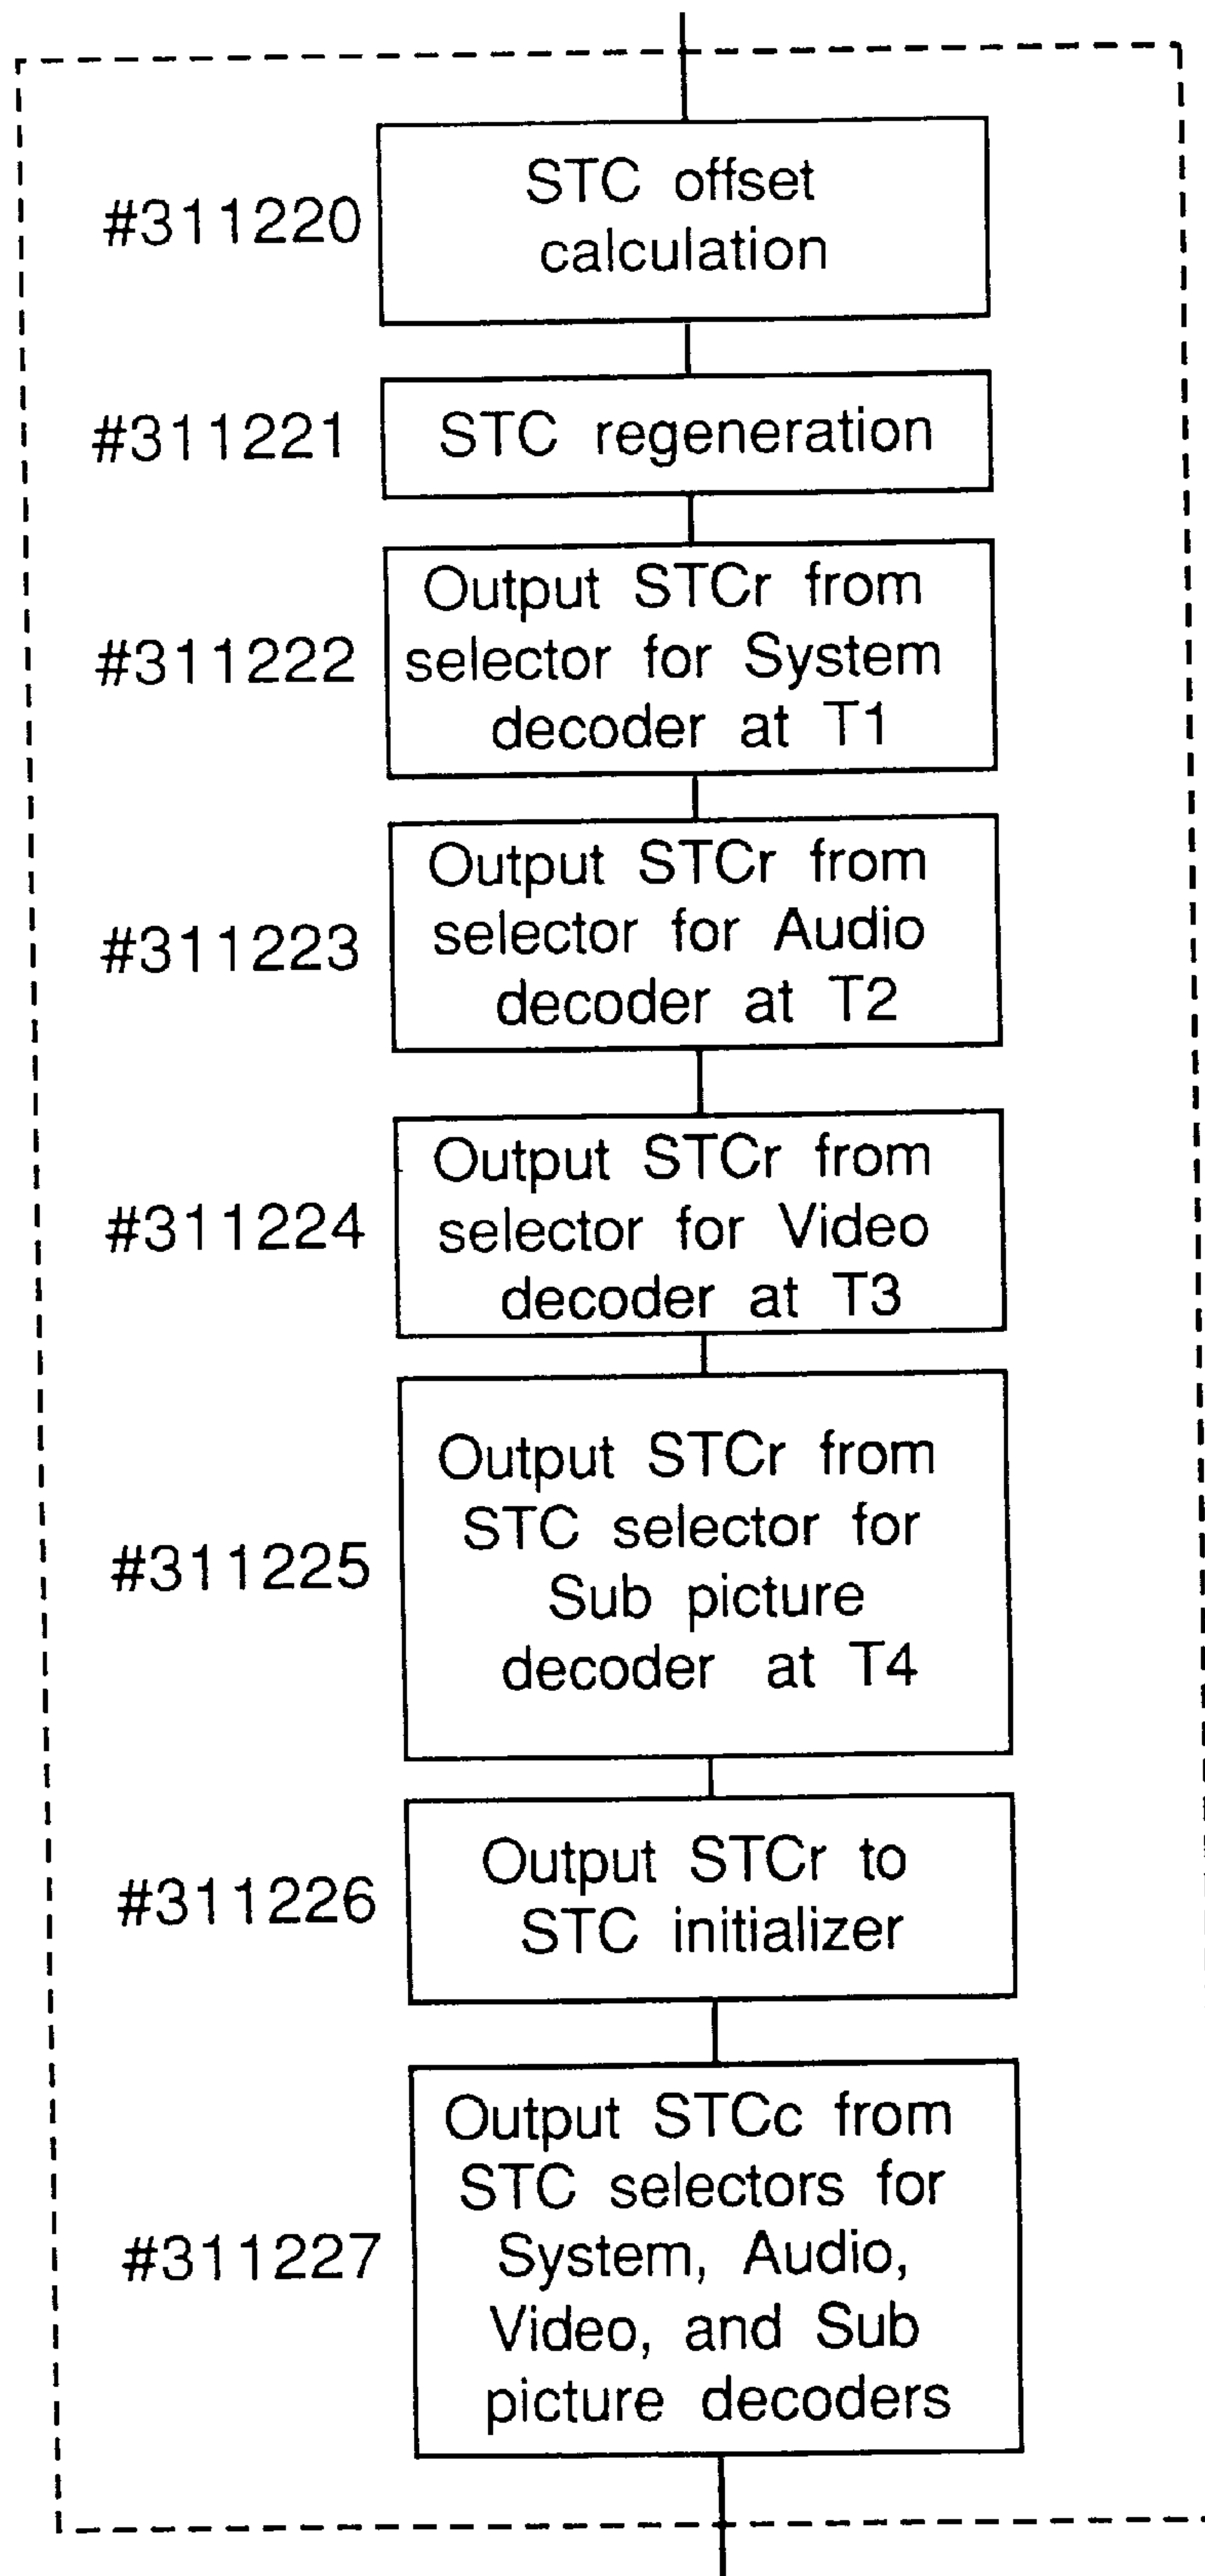 #311220
STC offset
calculation
#311221
STC regeneration
#311222
Output STCr from
selector for System
decoder at T1
#311223
Output STCr from
selector for Audio
decoder at T2
#311224
Output STCr from
selector for Video
decoder at T3
#311225
Output STCr from
STC selector for
Sub picture
decoder at T4
#311226
Output STCr to
STC initializer
#311227
Output STCc from
STC selectors for
System, Audio,
Video, and Sub
picture decoders